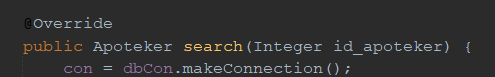 @Override
public Apoteker search(Integer id_apoteker) {
con = dbCon.makeConnection();